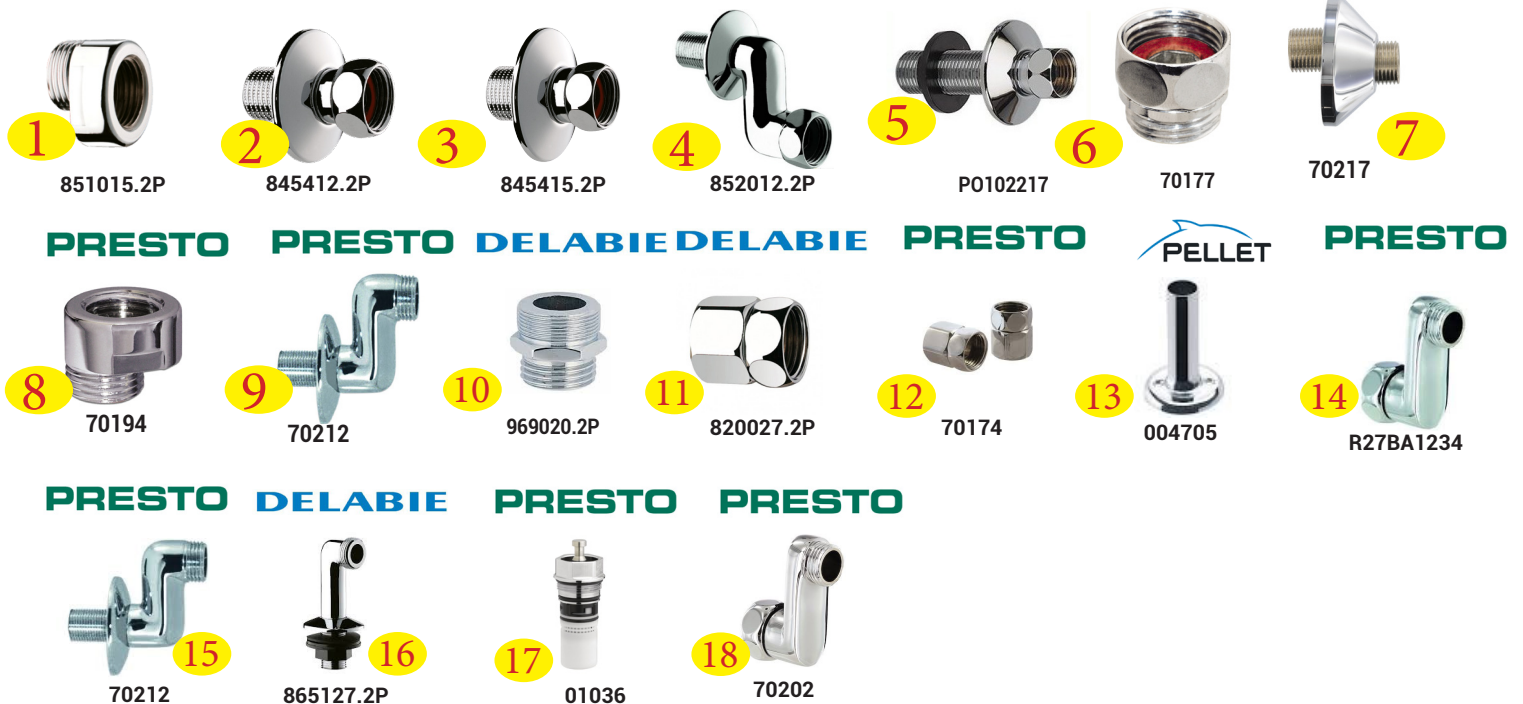 1
2
3
4
5
6
7
851015.2P
845412.2P
845415.2P
852012.2P
PO102217
70177
70217
PRESTO
PRESTO
DELABIE
DELABIE
PRESTO
PELLET
PRESTO
8
9
10
11
12
13
14
70194
70212
969020.2P
820027.2P
70174
004705
R27BA1234
PRESTO
DELABIE
PRESTO
PRESTO
15
16
17
18
70212
865127.2P
01036
70202